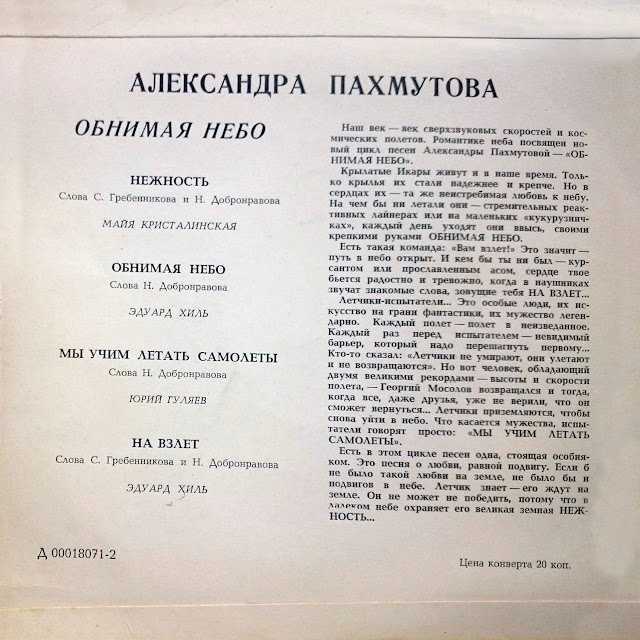 АЛЕКСАНДРА ПАХМУТОВА
ОБНИМАЯ НЕБО
НЕЖНОСТЬ
Слова С. Гребенникова и Н. Добронравова
МАЙЯ КРИСТАЛИНСКАЯ
ОБНИМАЯ НЕБО
Слова Н. Добронравова
ЭДУАРД ХИЛЬ
МЫ УЧИМ ЛЕТАТЬ САМОЛЕТЫ
Слова Н. Добронравова
ЮРИЙ ГУЛЯЕВ
НА ВЗЛЕТ
Слова С. Гребенникова и Н. Добронравова
ЭДУАРД ХИЛЬ
Наш век — век сверхзвуковых скоростей и кос-
мических полетов. Романтике неба посвящен но-
вый цикл песен Александры Пахмутовой — «ОБ-
НИМАЯ НЕБО».
Крылатые Икары живут и в наше время. Толь-
ко крылья их стали надежнее и крепче. Но в
сердцах их — та же неистребимая любовь к небу.
На чем бы ни летали они — стремительных реак-
тивных лайнерах или на маленьких «кукурузнич-
ках», каждый день уходят они ввысь, своими
крепкими руками ОБНИМАЯ НЕБО.
Есть такая команда: «Вам взлет!» Это значит —
путь в небо открыт. И кем бы ты ни был — кур-
сантом или прославленным асом, сердце твое
бьется радостно и тревожно, когда в наушниках
звучат знакомые слова, зовущие тебя НА ВЗЛЕТ...
Летчики-испытатели... Это особые люди, их ис-
кусство на грани фантастики, их мужество леген-
дарно. Каждый полет — полет в неизведанное.
Каждый раз перед испытателем — невидимый
барьер, который надо перешагнуть первому...
Кто-то сказал: «Летчики не умирают, они улетают
и не возвращаются». Но вот человек, обладающий
двумя великими рекордами — высоты и скорости
полета, — Георгий Мосолов возвращался и тогда,
когда все, даже друзья, уже не верили, что он
сможет вернуться... Летчики приземляются, чтобы
снова уйти в небо. Что касается мужества, испы-
татели говорят просто: «МЫ УЧИМ ЛЕТАТЬ
САМОЛЕТЫ».
Есть в этом цикле песен одна, стоящая особня-
ком. Это песня о любви, равной подвигу. Если б
не было такой любви на земле, не было бы и
подвигов в небе. Летчик знает — его ждут на
земле. Он не может не победить, потому что в
далеком небе охраняет его великая земная НЕЖ-
НОСТЬ...
Д 00018071-2
Цена конверта 20 коп.